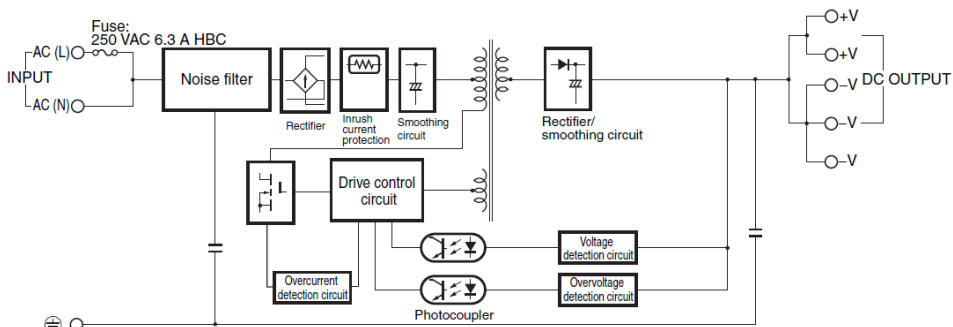 Fuse:
250 VAC 6.3 A HBC
AC (L)
INPUT
AC (N)
Noise filter
Rectifier
Inrush
current
protection
Smoothing
circuit
Rectifier/
smoothing circuit
+V
+V
DC OUTPUT
–V
–V
–V
Drive control
circuit
Overcurrent
detection circuit
Photocoupler
Voltage
detection circuit
Overvoltage
detection circuit